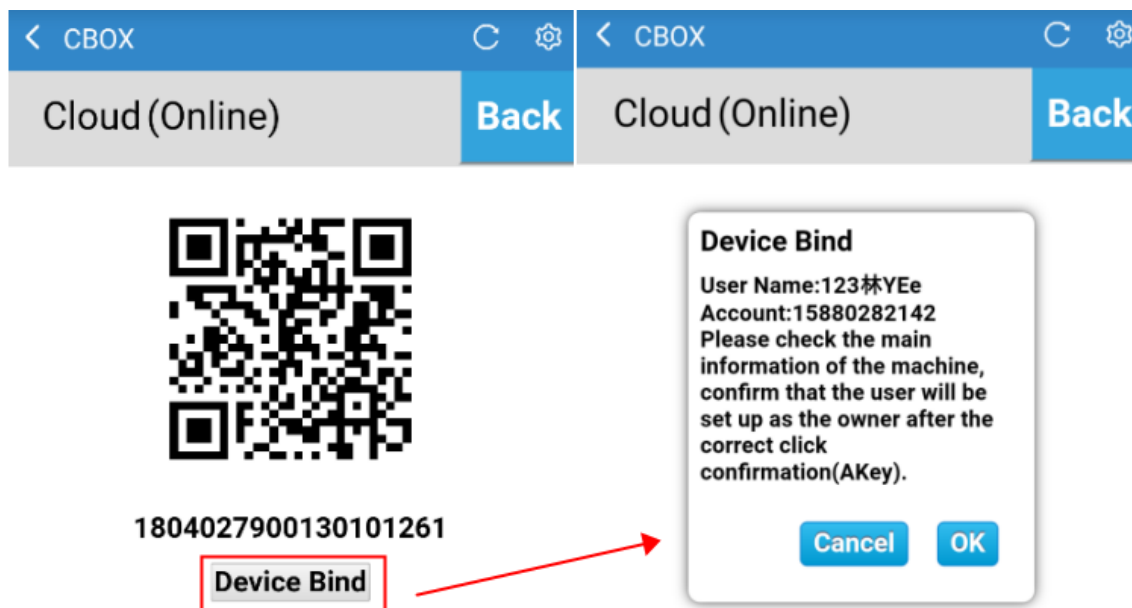 CBOX
Cloud (Online)
Back
1804027900130101261
Device Bind
CBOX
Cloud (Online)
Back
Device Bind
User Name:123林YEe
Account:15880282142
Please check the main
information of the machine,
confirm that the user will be
set up as the owner after the
correct click
confirmation(AKey).
Cancel
OK